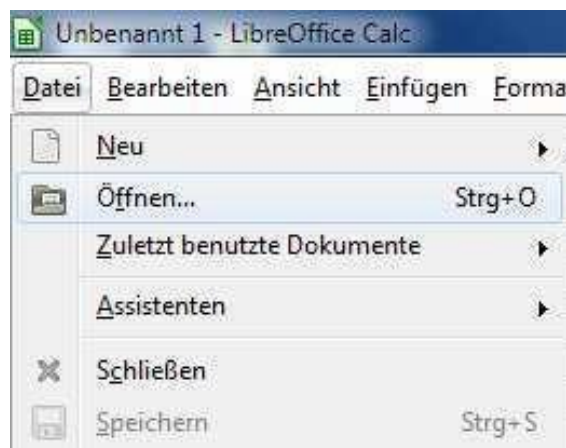 Unbenannt 1 - LibreOffice Calc
Datei Bearbeiten Ansicht Einfügen Forma
Neu
Öffnen... Strg+O
Zuletzt benutzte Dokumente
Assistenten
Schließen
Speichern Strg+S